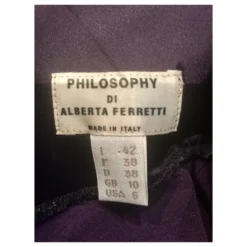 PHILOSOPHY
DI
ALBERTA FERRETTI
MADE IN ITALY
I 42
F 38
D 38
GB 10
USA 6